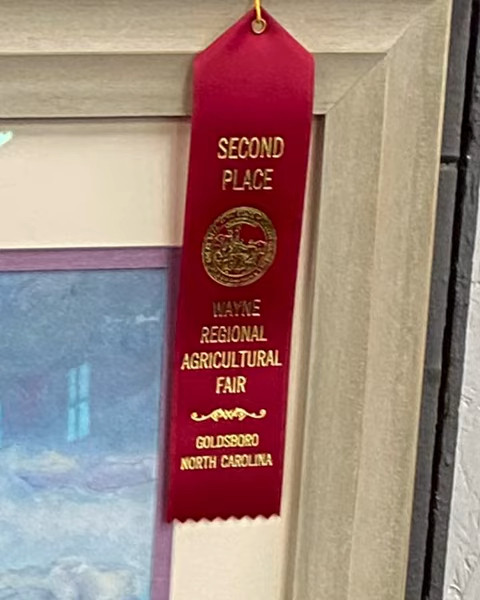 SECOND
PLACE
WAYNE
REGIONAL
AGRICULTURAL
FAIR
GOLDSBORO
NORTH CAROLINA